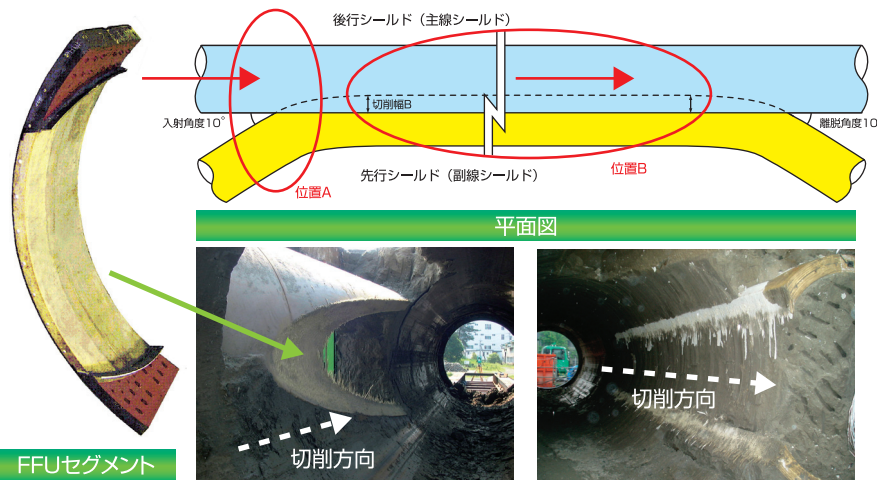 後行シールド（主線シールド）
切削幅B
入射角度10°
離脱角度10
先行シールド（副線シールド）
位置A
位置B
平面図
切削方向
切削方向
FFUセグメント